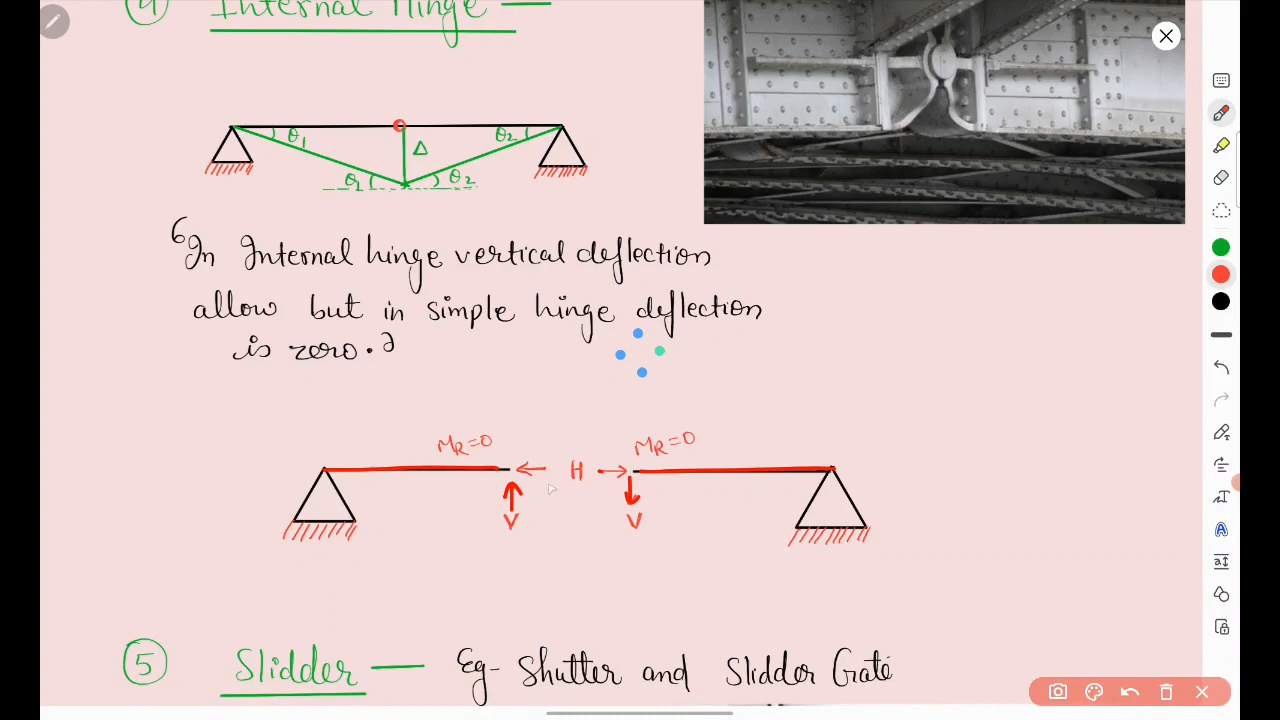 ④ Internal Hinge —
θ1 θ2
Δ
θ1 θ2
“In Internal hinge vertical deflection
allow but in simple hinge deflection
is zero.”
MR=0 MR=0
← H →
V V
⑤ Slidder — Eg- Shutter and Slidder Gate